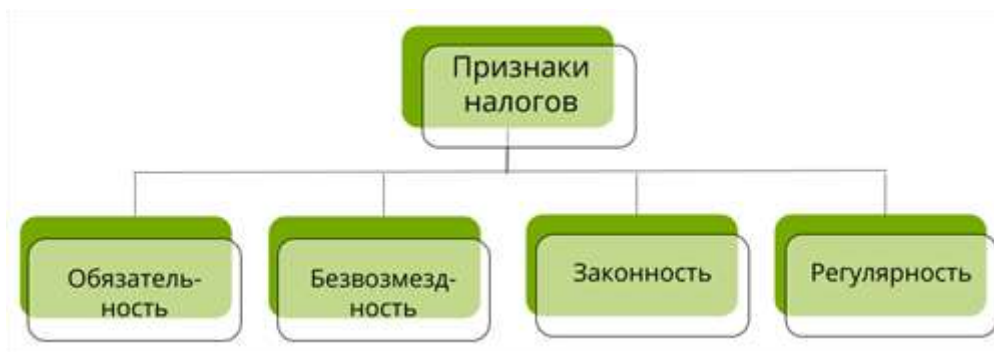 Признаки
налогов
Обязатель-
ность
Безвозмезд-
ность
Законность
Регулярность